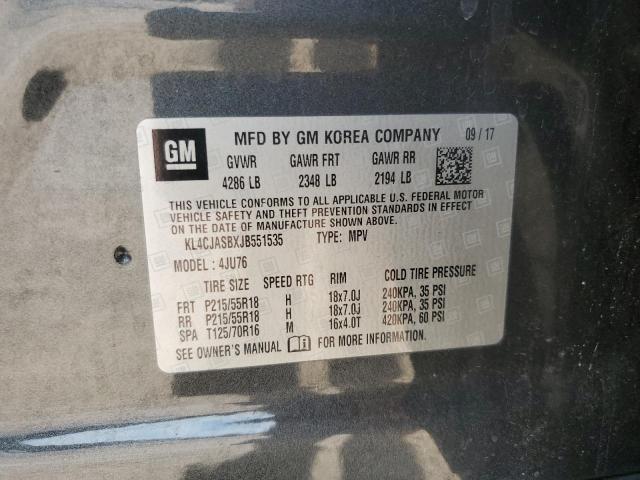 GM
MFD BY GM KOREA COMPANY 09 / 17
GVWR GAWR FRT GAWR RR
4286 LB 2348 LB 2194 LB
THIS VEHICLE CONFORMS TO ALL APPLICABLE U.S. FEDERAL MOTOR
VEHICLE SAFETY AND THEFT PREVENTION STANDARDS IN EFFECT
ON THE DATE OF MANUFACTURE SHOWN ABOVE.
KL4CJASBXJB551535 TYPE: MPV
MODEL : 4JU76
TIRE SIZE SPEED RTG RIM COLD TIRE PRESSURE
FRT P215/55R18 H 18x7.0J 240KPA, 35 PSI
RR P215/55R18 H 18x7.0J 240KPA, 35 PSI
SPA T125/70R16 M 16x4.0T 420KPA, 60 PSI
SEE OWNER'S MANUAL FOR MORE INFORMATION.